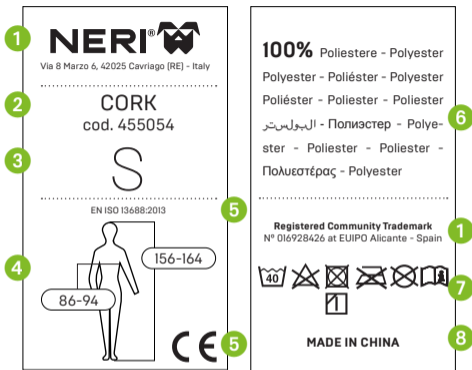 1
NERI®
Via 8 Marzo 6, 42025 Cavriago (RE) - Italy
2
CORK
cod. 455054
3
S
EN ISO 13688:2013
5
4
156-164
86-94
CE
5
100% Poliestere - Polyester
Polyester - Poliéster - Polyester
Poliéster - Poliester - Poliester
البولستر - Полиэстер - Polye-
6
ster - Poliester - Poliester -
Πολυεστέρας - Polyester
Registered Community Trademark
1
N° 016928426 at EUIPO Alicante - Spain
40
7
MADE IN CHINA
8